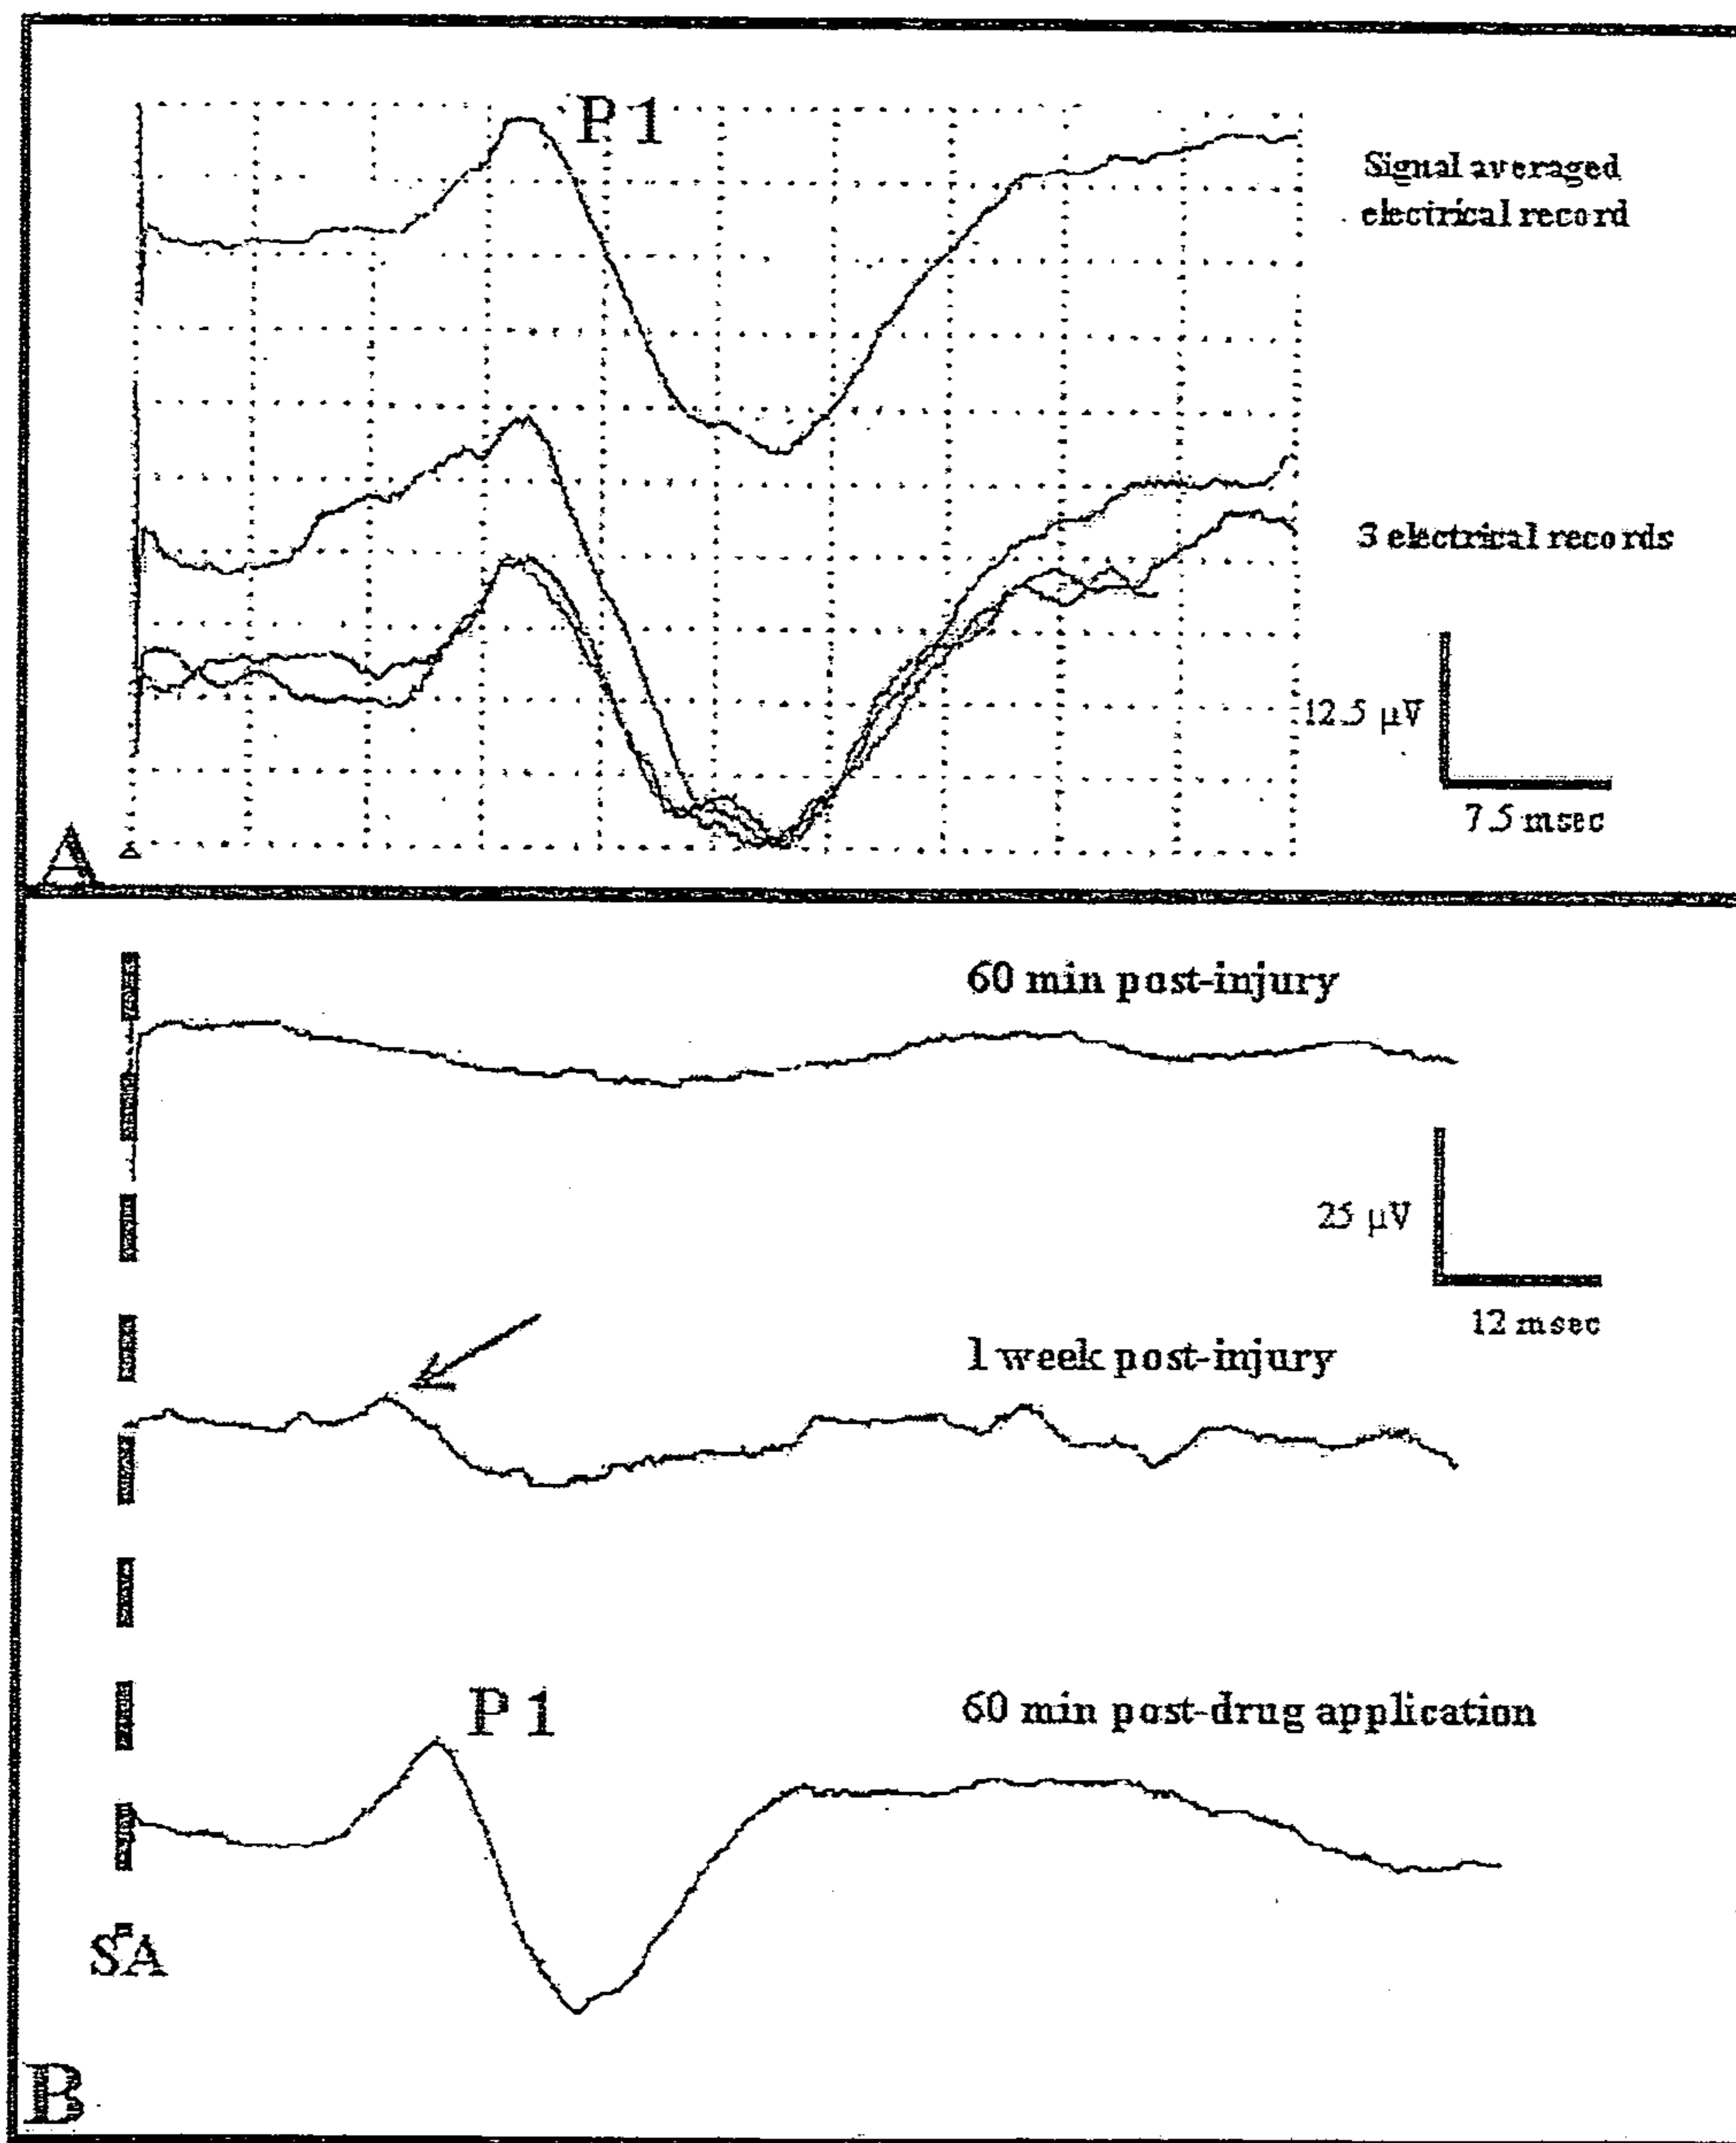 P1
Signal averaged
electrical record
3 electrical records
12.5 µV
7.5 msec
A
60 min post-injury
25 µV
12 msec
1 week post-injury
P1
60 min post-drug application
SA
B